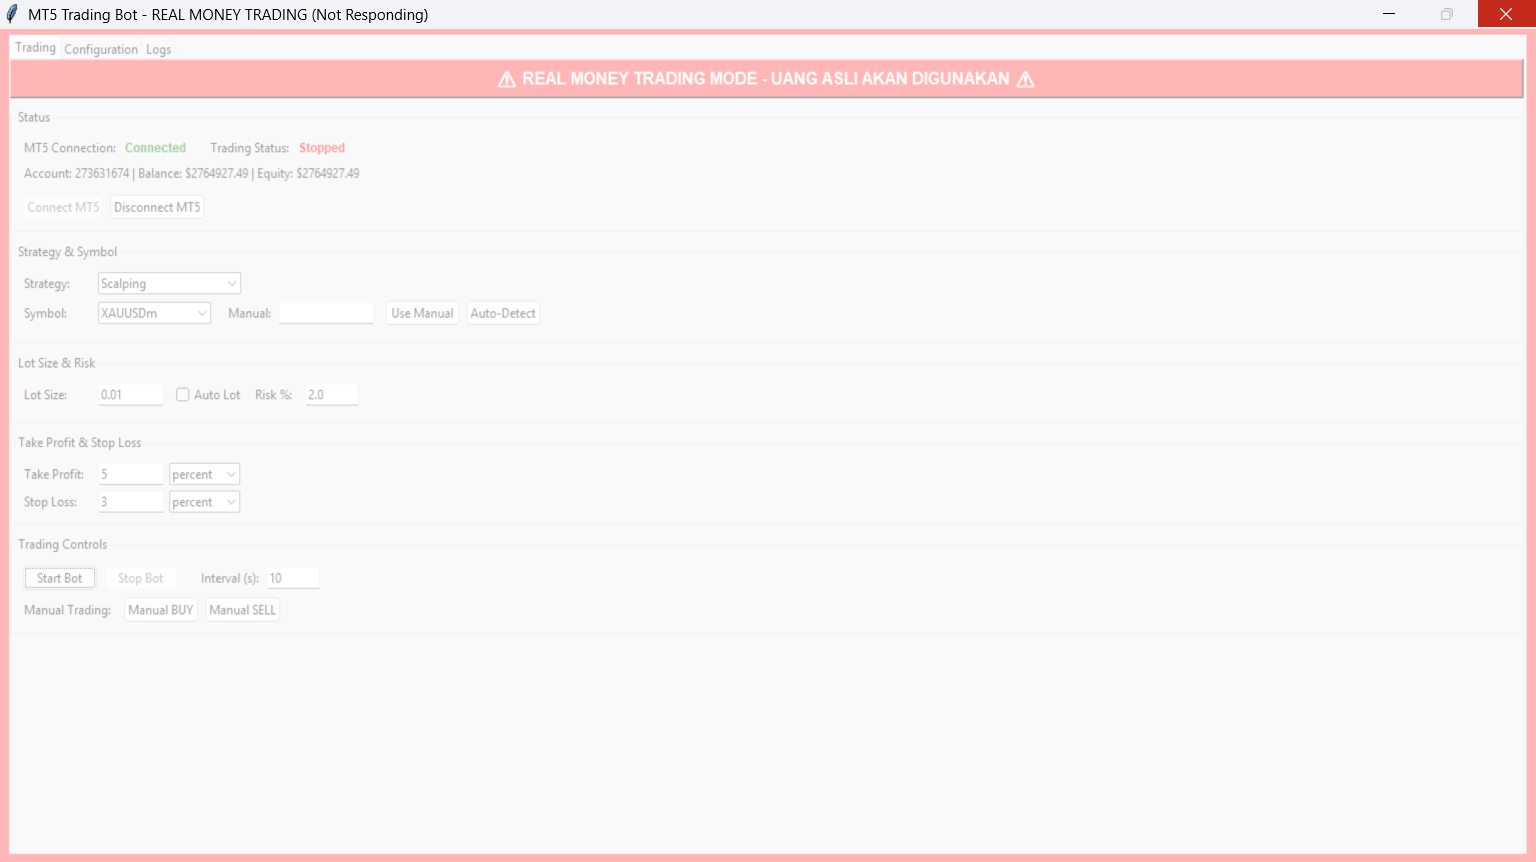 MT5 Trading Bot - REAL MONEY TRADING (Not Responding)
Trading Configuration Logs
⚠ REAL MONEY TRADING MODE - UANG ASLI AKAN DIGUNAKAN ⚠
Status
MT5 Connection: Connected Trading Status: Stopped
Account: 273631674 | Balance: $2764927.49 | Equity: $2764927.49
Connect MT5 Disconnect MT5
Strategy & Symbol
Strategy: Scalping
Symbol: XAUUSDm Manual: Use Manual Auto-Detect
Lot Size & Risk
Lot Size: 0.01 Auto Lot Risk %: 2.0
Take Profit & Stop Loss
Take Profit: 5 percent
Stop Loss: 3 percent
Trading Controls
Start Bot Stop Bot Interval (s): 10
Manual Trading: Manual BUY Manual SELL